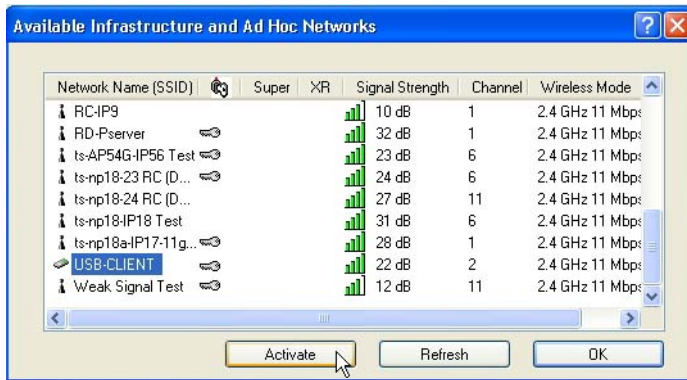 Available Infrastructure and Ad Hoc Networks
Network Name (SSID) Super XR Signal Strength Channel Wireless Mode
RC-IP9 10 dB 1 2.4 GHz 11 Mbps
RD-Pserver 32 dB 1 2.4 GHz 11 Mbps
ts-AP54G-IP56 Test 23 dB 6 2.4 GHz 11 Mbps
ts-np18-23 RC (D... 24 dB 6 2.4 GHz 11 Mbps
ts-np18-24 RC (D... 27 dB 11 2.4 GHz 11 Mbps
ts-np18-IP18 Test 31 dB 6 2.4 GHz 11 Mbps
ts-np18a-IP17-11g... 28 dB 1 2.4 GHz 11 Mbps
USB-CLIENT 22 dB 2 2.4 GHz 11 Mbps
Weak Signal Test 12 dB 11 2.4 GHz 11 Mbps
Activate Refresh OK